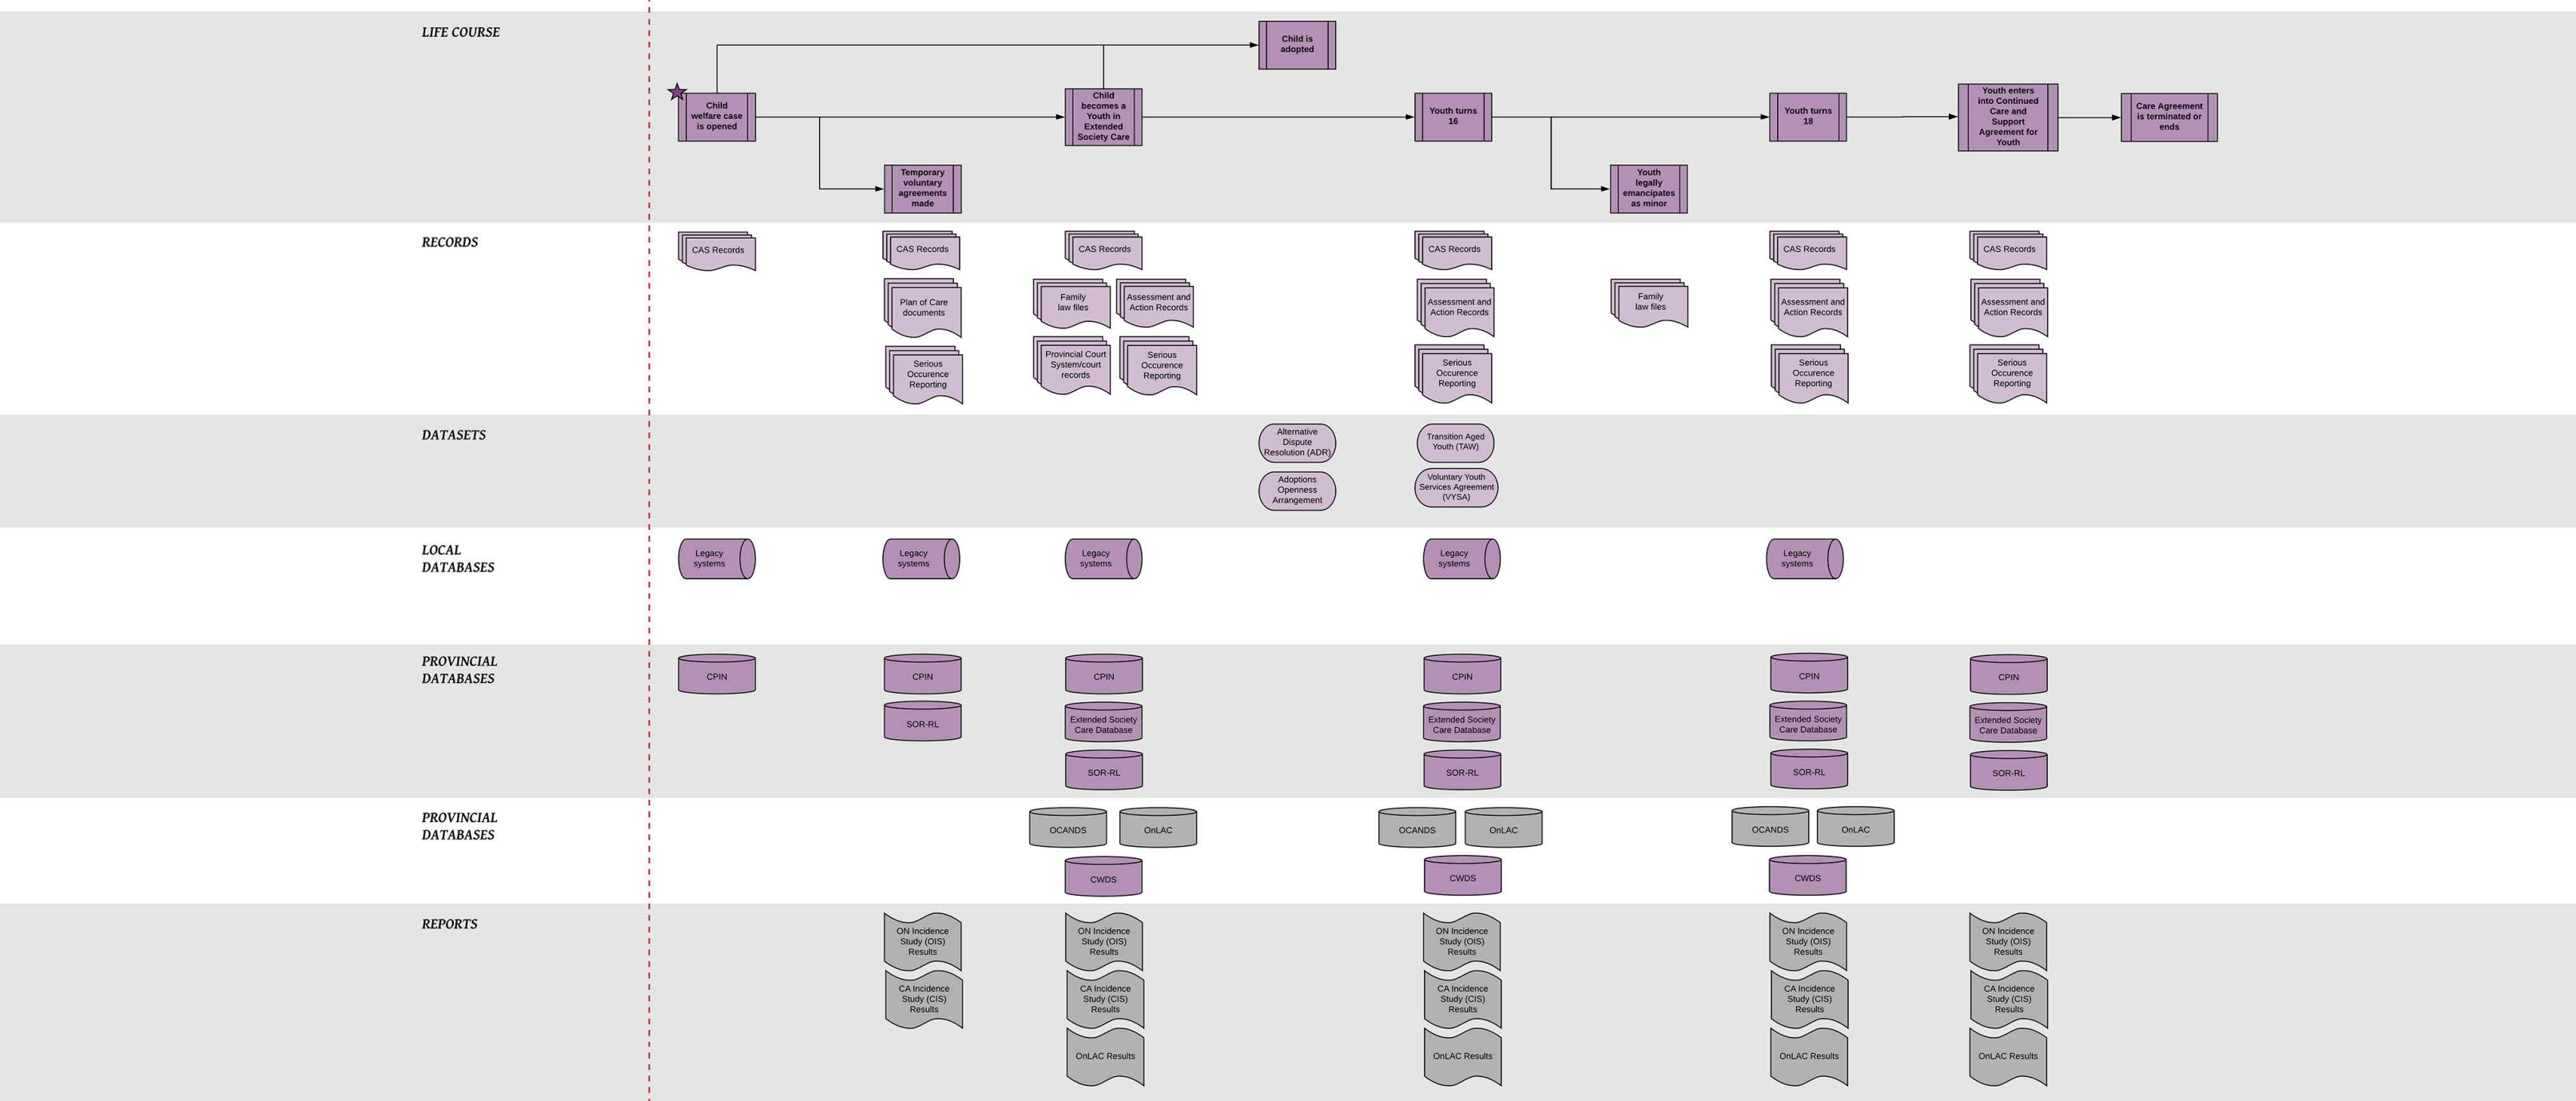 LIFE COURSE
Child is
adopted
Child
welfare case
is opened
Child
becomes a
Youth in
Extended
Society Care
Youth turns
16
Youth turns
18
Youth enters
into Continued
Care and
Support
Agreement for
Youth
Care Agreement
is terminated or
ends
Temporary
voluntary
agreements
made
Youth
legally
emancipates
as minor
RECORDS
CAS Records
CAS Records
CAS Records
CAS Records
CAS Records
CAS Records
Plan of Care
documents
Family
law files
Assessment and
Action Records
Assessment and
Action Records
Family
law files
Assessment and
Action Records
Assessment and
Action Records
Serious
Occurence
Reporting
Provincial Court
System/court
records
Serious
Occurence
Reporting
Serious
Occurence
Reporting
Serious
Occurence
Reporting
Serious
Occurence
Reporting
DATASETS
Alternative
Dispute
Resolution (ADR)
Transition Aged
Youth (TAW)
Adoptions
Openness
Arrangement
Voluntary Youth
Services Agreement
(VYSA)
LOCAL
DATABASES
Legacy
systems
Legacy
systems
Legacy
systems
Legacy
systems
Legacy
systems
PROVINCIAL
DATABASES
CPIN
CPIN
CPIN
CPIN
CPIN
CPIN
SOR-RL
Extended Society
Care Database
Extended Society
Care Database
Extended Society
Care Database
Extended Society
Care Database
SOR-RL
SOR-RL
SOR-RL
SOR-RL
PROVINCIAL
DATABASES
OCANDS
OnLAC
OCANDS
OnLAC
OCANDS
OnLAC
CWDS
CWDS
CWDS
REPORTS
ON Incidence
Study (OIS)
Results
ON Incidence
Study (OIS)
Results
ON Incidence
Study (OIS)
Results
ON Incidence
Study (OIS)
Results
ON Incidence
Study (OIS)
Results
CA Incidence
Study (CIS)
Results
CA Incidence
Study (CIS)
Results
CA Incidence
Study (CIS)
Results
CA Incidence
Study (CIS)
Results
CA Incidence
Study (CIS)
Results
OnLAC Results
OnLAC Results
OnLAC Results
OnLAC Results